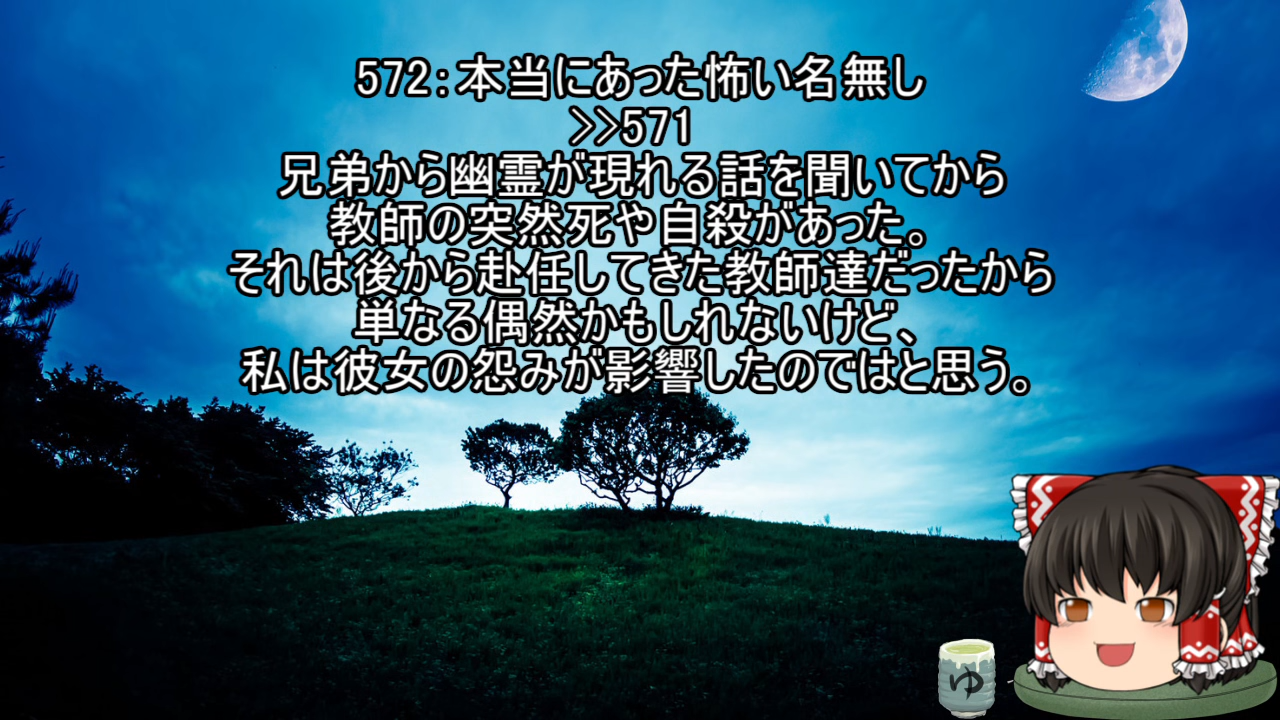 572:本当にあった怖い名無し
>>571
兄弟から幽霊が現れる話を聞いてから
教師の突然死や自殺があった。
それは後から赴任してきた教師達だったから
単なる偶然かもしれないけど、
私は彼女の怨みが影響したのではと思う。
ゆ